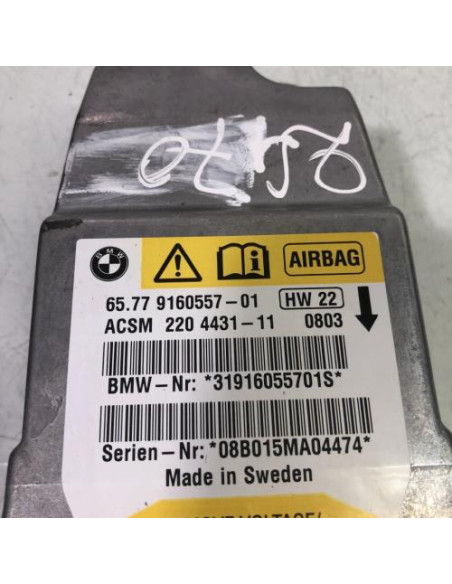 BMW
AIRBAG
65.77 9160557-01 HW 22
ACSM 220 4431-11 0803
BMW-Nr: *31916055701S*
Serien-Nr: *08B015MA04474*
Made in Sweden